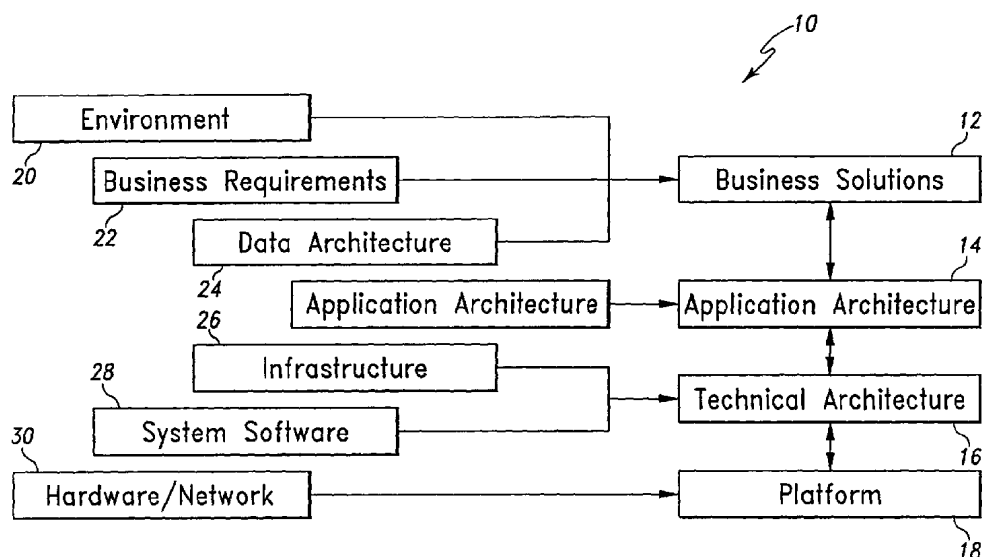 10
Environment
20
12
Business Requirements
Business Solutions
22
Data Architecture
24
14
Application Architecture
Application Architecture
26
Infrastructure
28
Technical Architecture
System Software
16
30
Hardware/Network
Platform
18